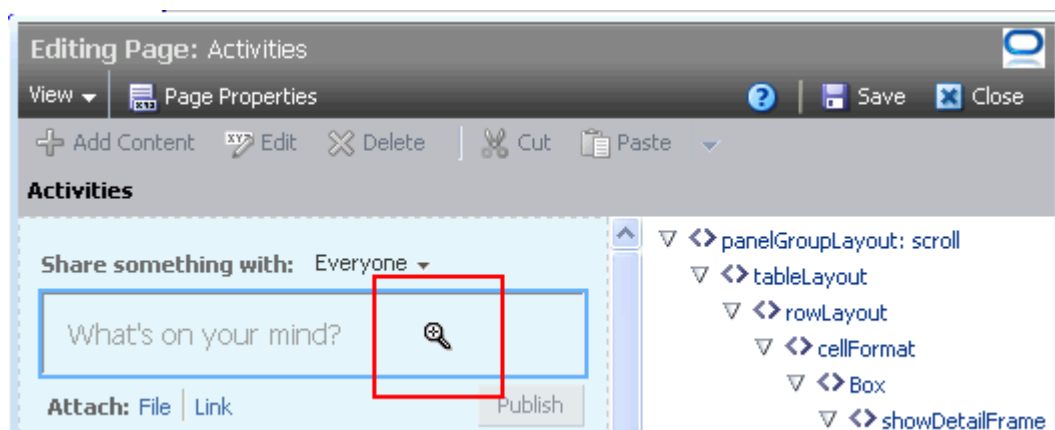 Editing Page: Activities
View Page Properties Save Close
Add Content Edit Delete Cut Paste
Activities
Share something with: Everyone
What's on your mind?
Attach: File Link Publish
panelGroupLayout: scroll
tableLayout
rowLayout
cellFormat
Box
showDetailFrame